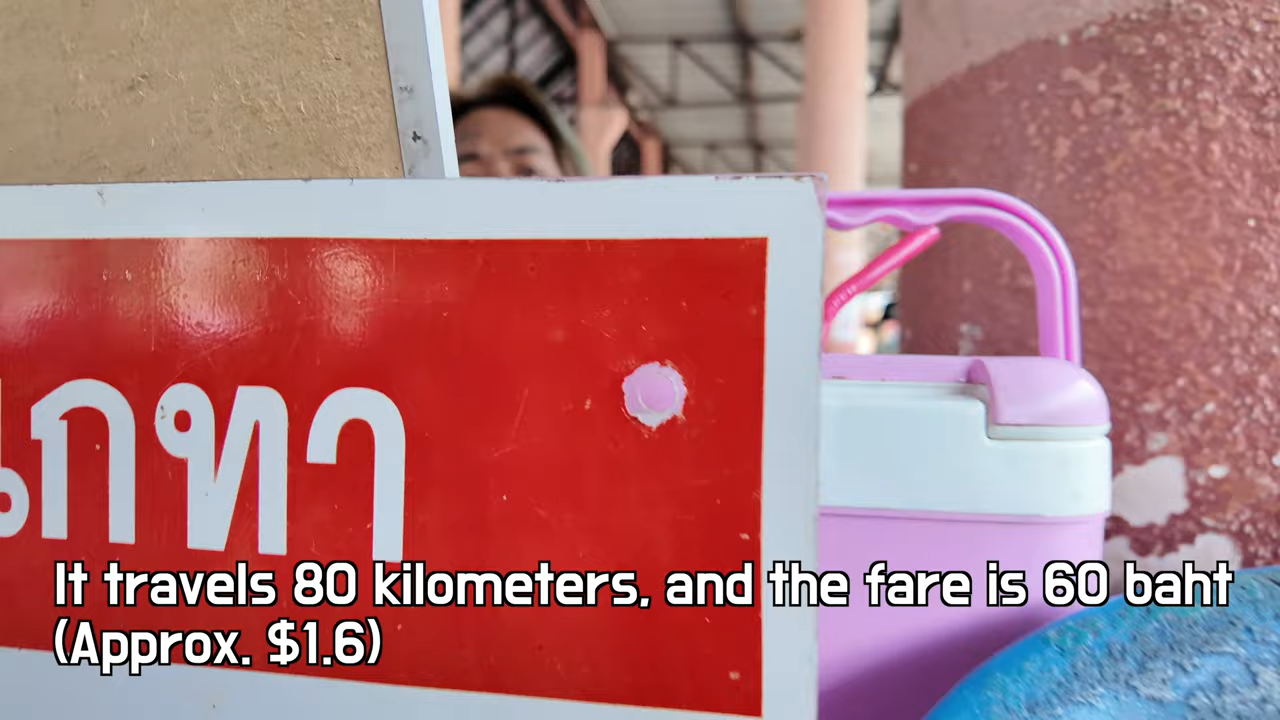 กทา
It travels 80 kilometers, and the fare is 60 baht
(Approx. $1.6)